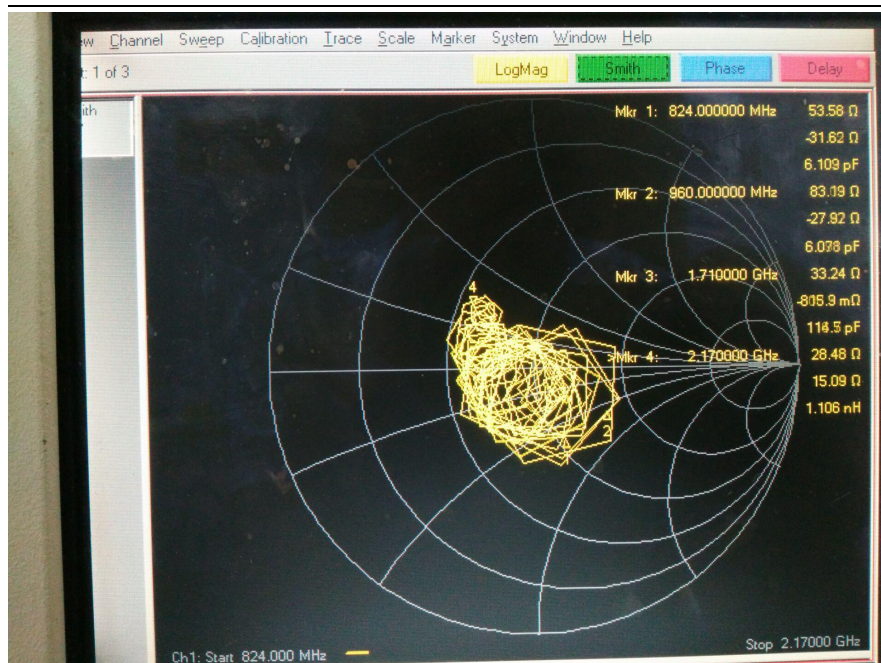 ew Channel Sweep Calibration Trace Scale Marker System Window Help
t: 1 of 3 LogMag Smith Phase Delay
ith
Mkr 1: 824.000000 MHz 53.58 Ω
-31.62 Ω
6.109 pF
Mkr 2: 960.000000 MHz 83.19 Ω
-27.92 Ω
6.078 pF
Mkr 3: 1.710000 GHz 33.24 Ω
-805.9 mΩ
115.5 pF
>Mkr 4: 2.170000 GHz 28.48 Ω
15.09 Ω
1.106 nH
4
2
1
Ch1: Start 824.000 MHz Stop 2.17000 GHz